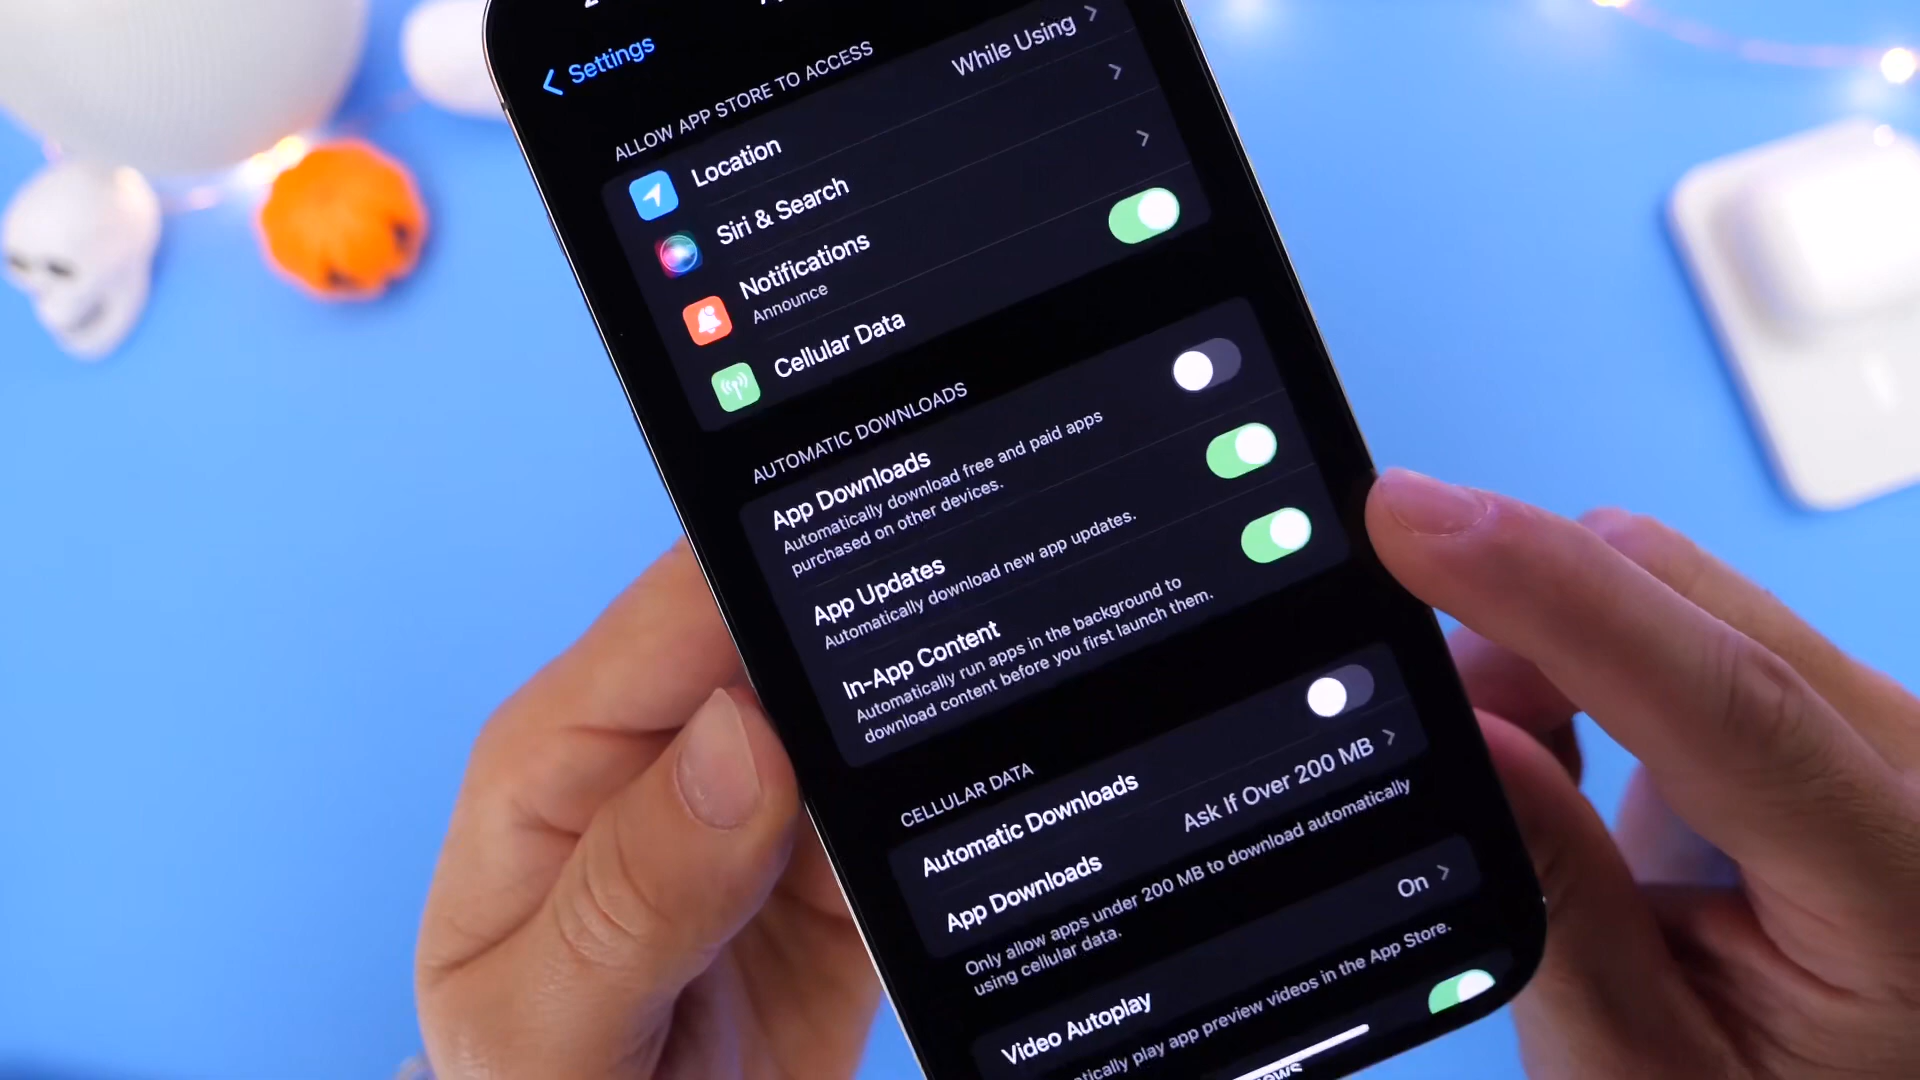 Settings
ALLOW APP STORE TO ACCESS
Location
While Using
Siri & Search
Notifications
Announce
Cellular Data
AUTOMATIC DOWNLOADS
App Downloads
Automatically download free and paid apps
purchased on other devices.
App Updates
Automatically download new app updates.
In-App Content
Automatically run apps in the background to
download content before you first launch them.
CELLULAR DATA
Automatic Downloads
App Downloads
Ask If Over 200 MB
Only allow apps under 200 MB to download automatically
using cellular data.
Video Autoplay
On
play app preview videos in the App Store.